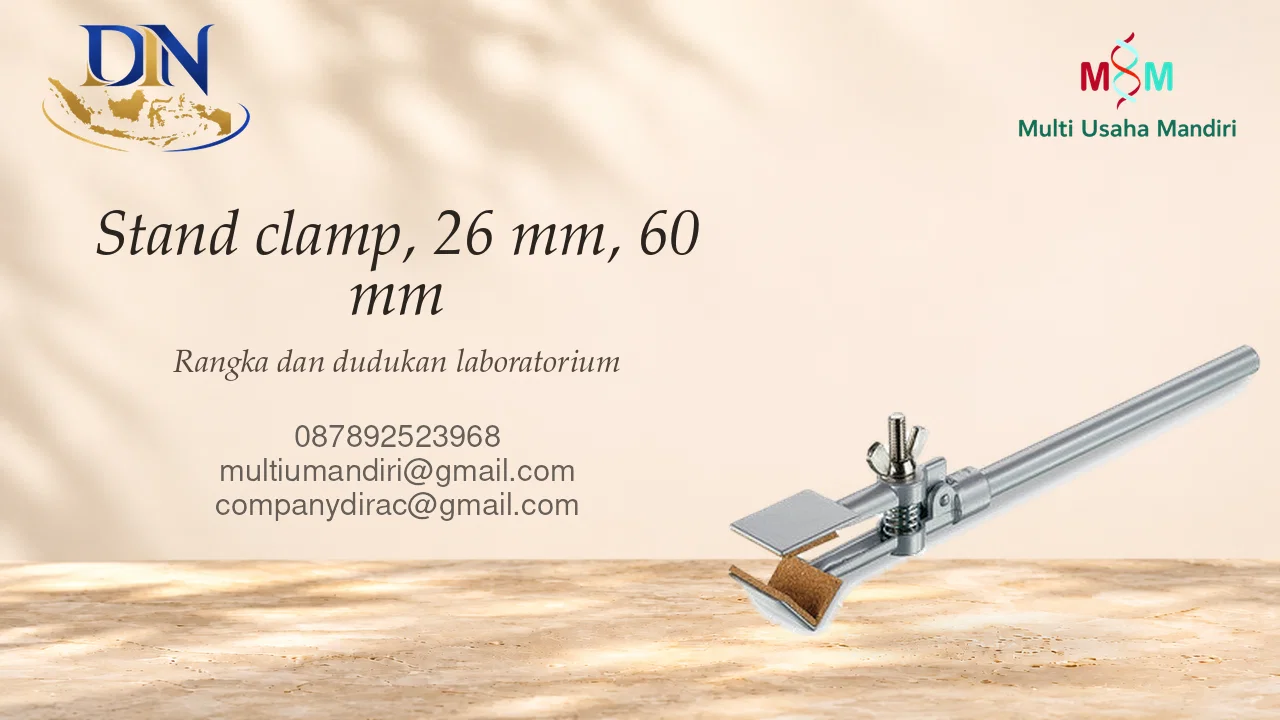 DIN
M M
Multi Usaha Mandiri
Stand clamp, 26 mm, 60
mm
Rangka dan dudukan laboratorium
087892523968
multiumandiri@gmail.com
companydirac@gmail.com